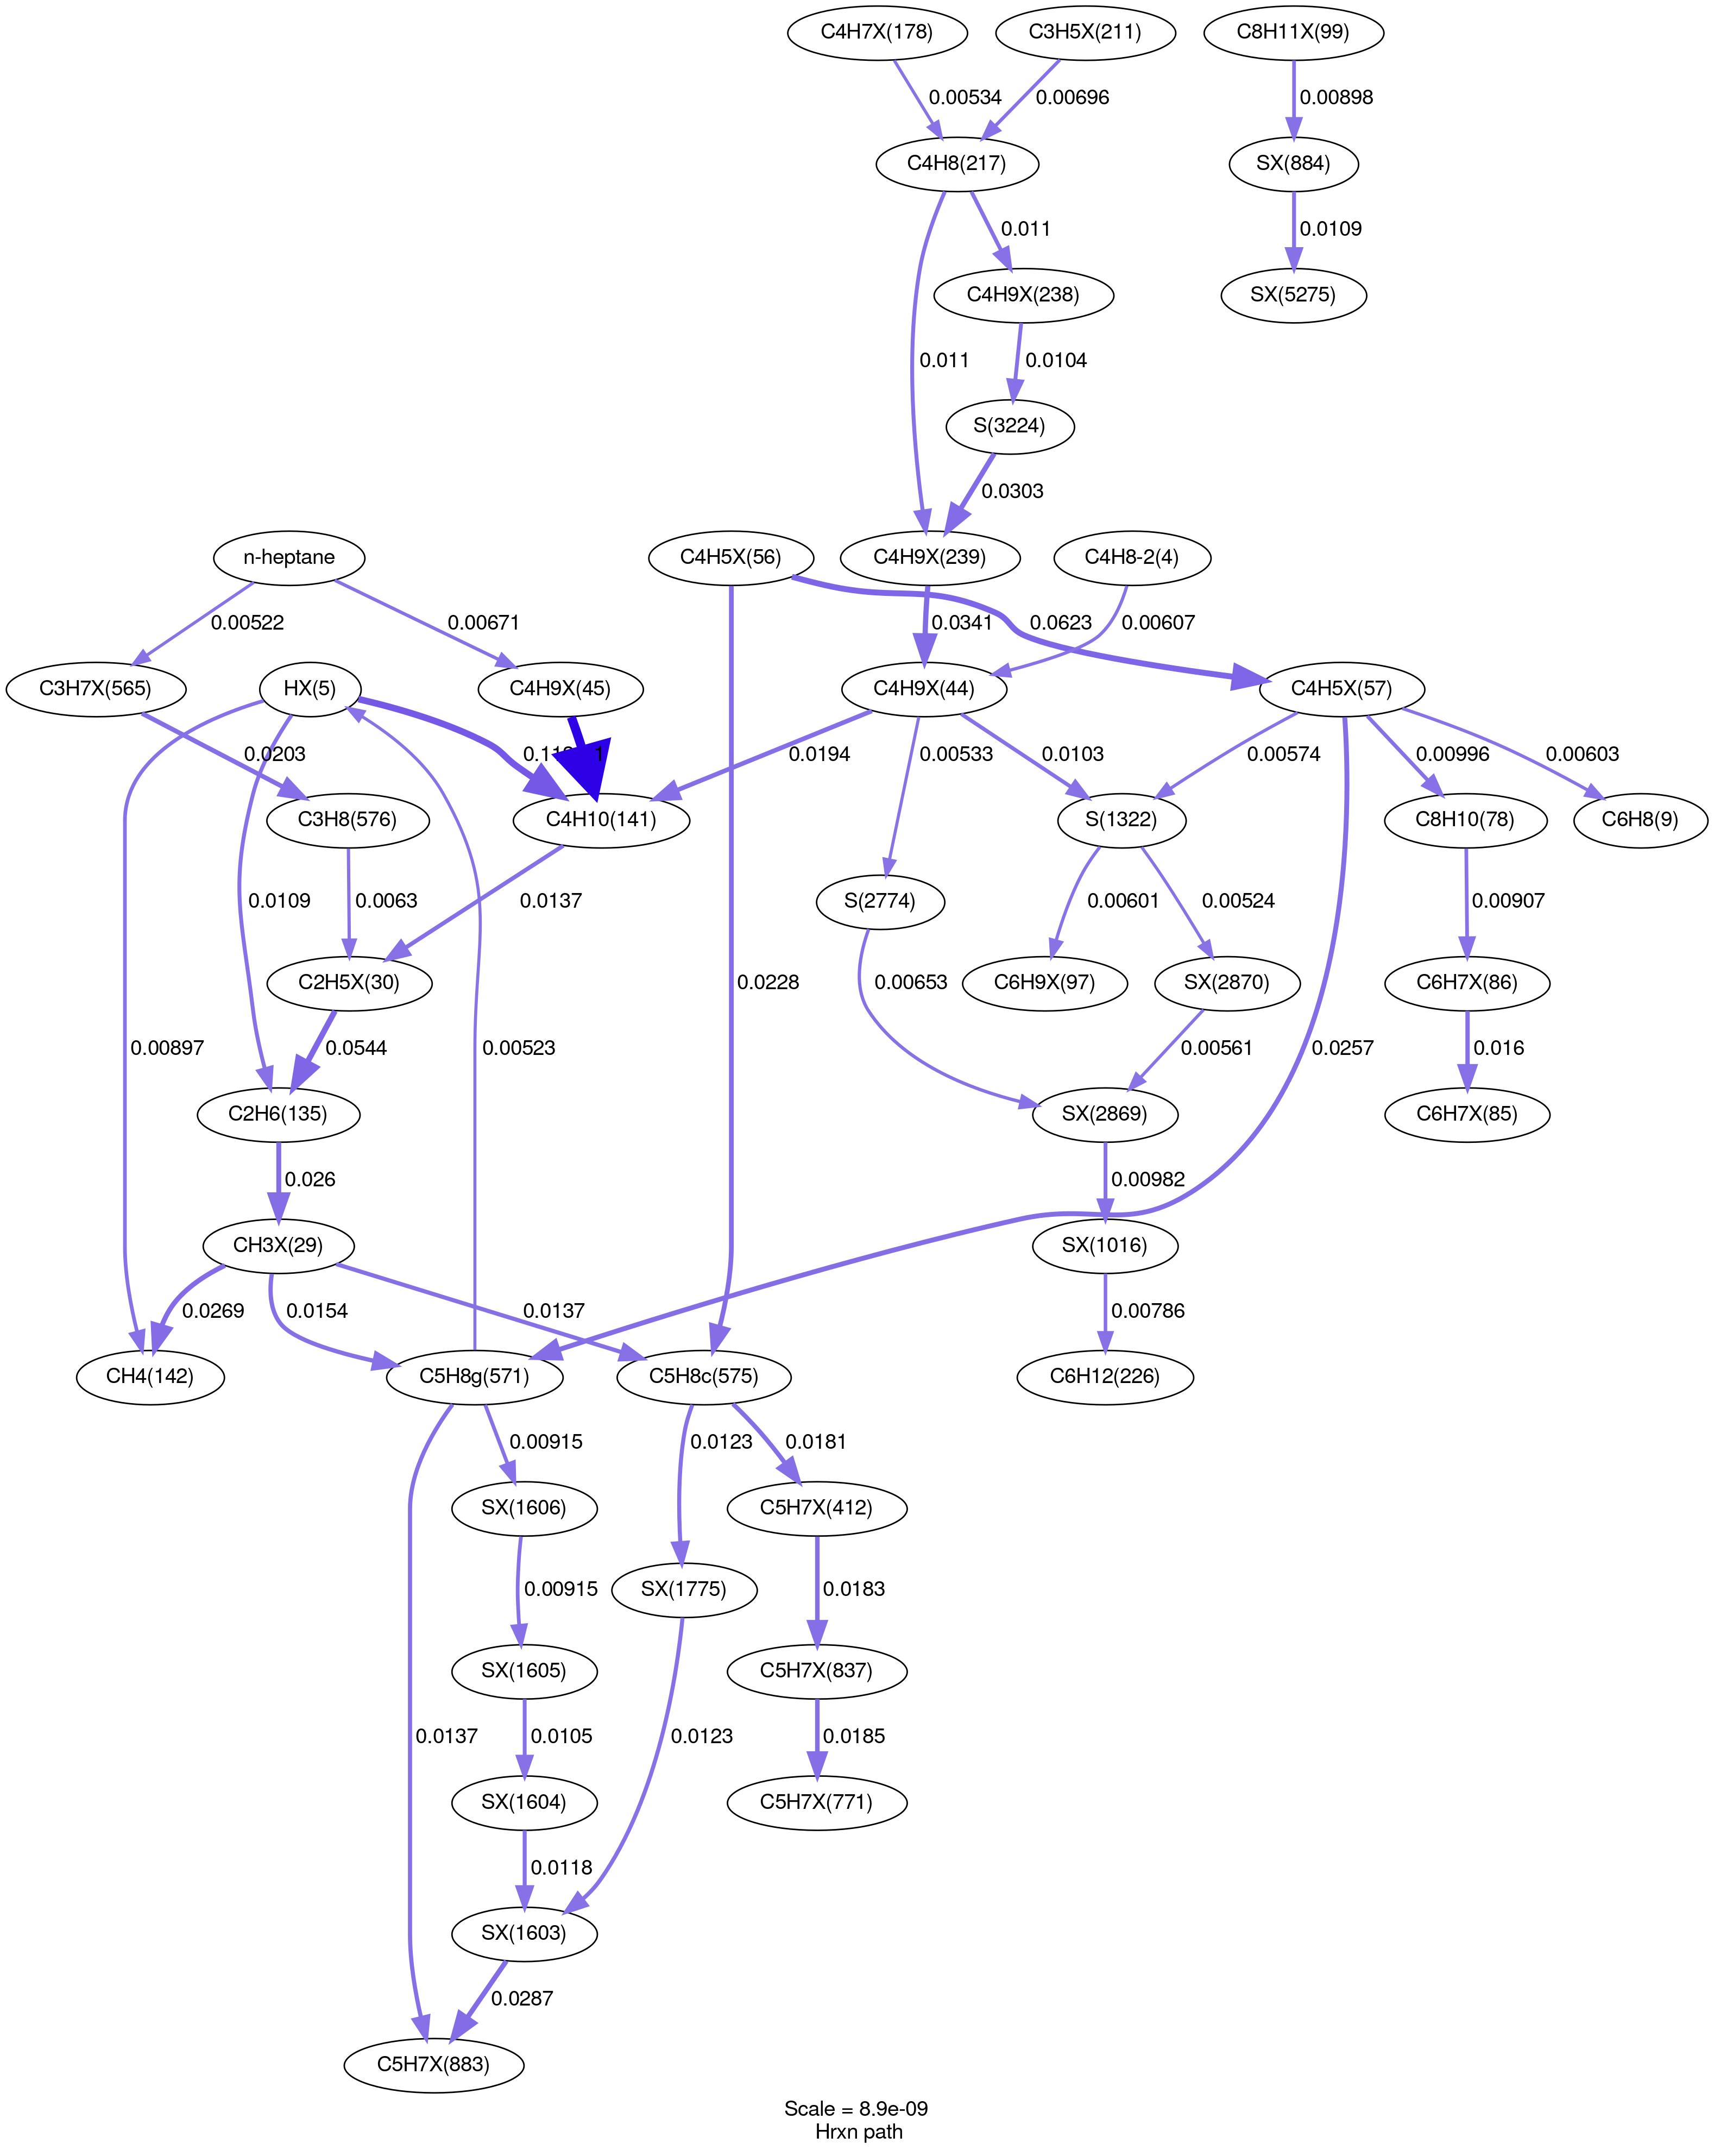 C4H7X(178)
C3H5X(211)
C8H11X(99)
0.00534
0.00696
0.00898
C4H8(217)
SX(884)
0.011
0.0109
C4H9X(238)
SX(5275)
0.011
0.0104
S(3224)
0.0303
n-heptane
C4H5X(56)
C4H9X(239)
C4H8-2(4)
0.00522
0.00671
0.0341
0.0623
0.00607
C3H7X(565)
HX(5)
C4H9X(45)
C4H9X(44)
C4H5X(57)
0.0203
0.0194
0.00533
0.0103
0.00574
0.00996
0.00603
C3H8(576)
C4H10(141)
S(1322)
C8H10(78)
C6H8(9)
0.0109
0.0063
0.0137
S(2774)
0.00601
0.00524
0.00907
C2H5X(30)
0.0228
0.00653
C6H9X(97)
SX(2870)
C6H7X(86)
0.00897
0.0544
0.00523
0.00561
0.0257
0.016
C2H6(135)
SX(2869)
C6H7X(85)
0.026
0.00982
CH3X(29)
SX(1016)
0.0269
0.0154
0.0137
0.00786
CH4(142)
C5H8g(571)
C5H8c(575)
C6H12(226)
0.00915
0.0123
0.0181
SX(1606)
C5H7X(412)
0.00915
SX(1775)
0.0183
SX(1605)
C5H7X(837)
0.0137
0.0105
0.0123
0.0185
SX(1604)
C5H7X(771)
0.0118
SX(1603)
0.0287
C5H7X(883)
Scale = 8.9e-09
Hrxn path